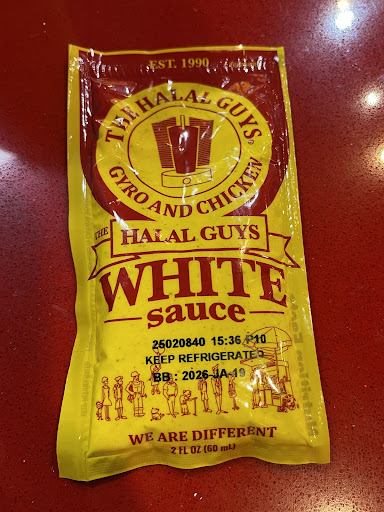 EST. 1990
THE HALAL GUYS
GYRO AND CHICKEN
THE HALAL GUYS
WHITE
sauce
25020840 15:36 P10
KEEP REFRIGERATED
BB : 2026-JA-19
WE ARE DIFFERENT
2 FL OZ (60 mL)